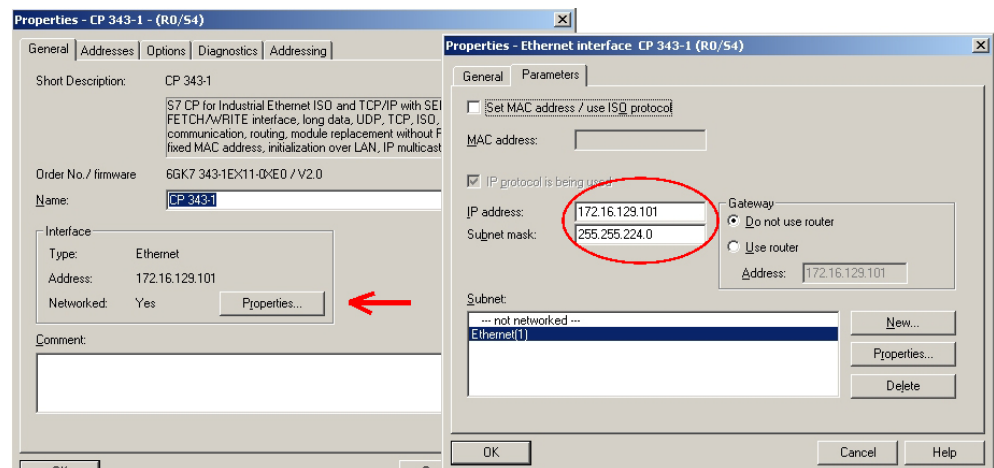 Properties - CP 343-1 - (R0/S4)
General Addresses Options Diagnostics Addressing
Short Description: CP 343-1
S7 CP for Industrial Ethernet ISO and TCP/IP with
FETCH/WRITE interface, long data, UDP, TCP, ISO,
communication, routing, module replacement without
fixed MAC address, initialization over LAN, IP multicast
Order No./ firmware 6GK7 343-1EX11-0XE0 / V2.0
Name: CP 343-1
Interface
Type: Ethernet
Address: 172.16.129.101
Networked: Yes Properties...
Comment:
Properties - Ethernet interface CP 343-1 (R0/S4)
General Parameters
Set MAC address / use ISO protocol
MAC address:
IP protocol is being used
IP address: 172.16.129.101
Subnet mask: 255.255.224.0
Gateway
Do not use router
Use router
Address: 172.16.129.101
Subnet:
--- not networked ---
Ethernet(1)
New...
Properties...
Delete
OK Cancel Help